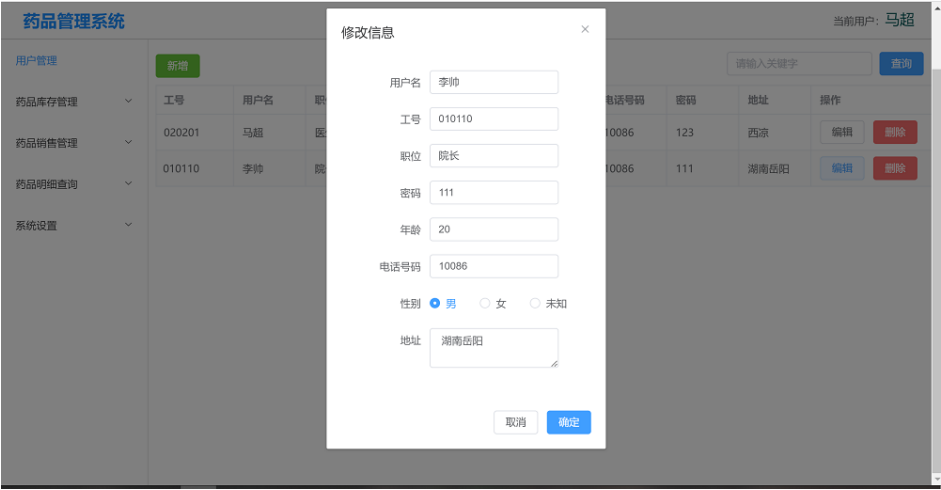 药品管理系统
当前用户: 马超
用户管理
药品库存管理
药品销售管理
药品明细查询
系统设置
新增
请输入关键字
查询
工号 用户名 职 电话号码 密码 地址 操作
020201 马超 医 10086 123 西凉 编辑 删除
010110 李帅 院 10086 111 湖南岳阳 编辑 删除
修改信息
用户名 李帅
工号 010110
职位 院长
密码 111
年龄 20
电话号码 10086
性别 男 女 未知
地址 湖南岳阳
取消 确定